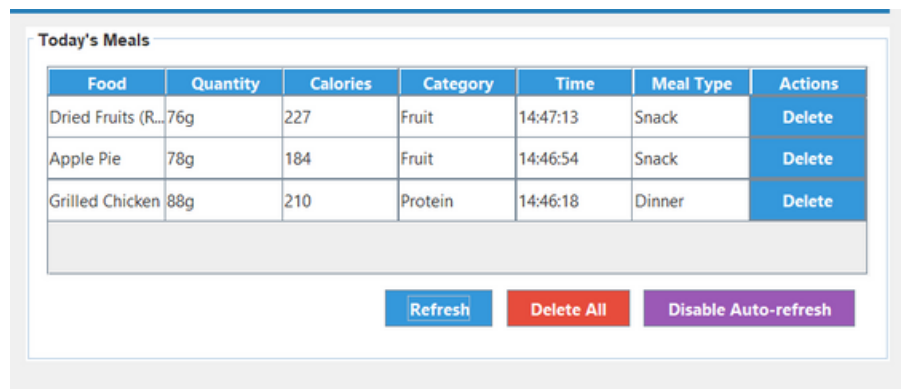 Today's Meals
Food Quantity Calories Category Time Meal Type Actions
Dried Fruits (R... 76g 227 Fruit 14:47:13 Snack Delete
Apple Pie 78g 184 Fruit 14:46:54 Snack Delete
Grilled Chicken 88g 210 Protein 14:46:18 Dinner Delete
Refresh Delete All Disable Auto-refresh